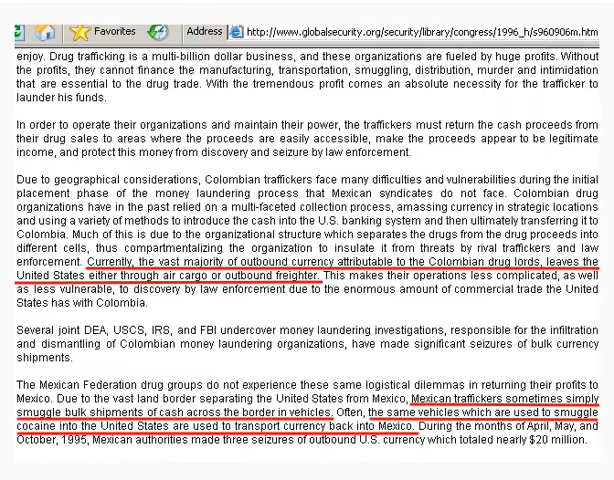 Favorites Address http://www.globalsecurity.org/security/library/congress/1996_h/s960906m.htm
enjoy. Drug trafficking is a multi-billion dollar business, and these organizations are fueled by huge profits. Without
the profits, they cannot finance the manufacturing, transportation, smuggling, distribution, murder and intimidation
that are essential to the drug trade. With the tremendous profit comes an absolute necessity for the trafficker to
launder his funds.
In order to operate their organizations and maintain their power, the traffickers must return the cash proceeds from
their drug sales to areas where the proceeds are easily accessible, make the proceeds appear to be legitimate
income, and protect this money from discovery and seizure by law enforcement.
Due to geographical considerations, Colombian traffickers face many difficulties and vulnerabilities during the initial
placement phase of the money laundering process that Mexican syndicates do not face. Colombian drug
organizations have in the past relied on a multi-faceted collection process, amassing currency in strategic locations
and using a variety of methods to introduce the cash into the U.S. banking system and then ultimately transferring it to
Colombia. Much of this is due to the organizational structure which separates the drugs from the drug proceeds into
different cells, thus compartmentalizing the organization to insulate it from threats by rival traffickers and law
enforcement. Currently, the vast majority of outbound currency attributable to the Colombian drug lords, leaves the
United States either through air cargo or outbound freighter. This makes their operations less complicated, as well
as less vulnerable, to discovery by law enforcement due to the enormous amount of commercial trade the United
States has with Colombia.
Several joint DEA, USCS, IRS, and FBI undercover money laundering investigations, responsible for the infiltration
and dismantling of Colombian money laundering organizations, have made significant seizures of bulk currency
shipments.
The Mexican Federation drug groups do not experience these same logistical dilemmas in returning their profits to
Mexico. Due to the vast land border separating the United States from Mexico, Mexican traffickers sometimes simply
smuggle bulk shipments of cash across the border in vehicles. Often, the same vehicles which are used to smuggle
cocaine into the United States are used to transport currency back into Mexico. During the months of April, May, and
October, 1995, Mexican authorities made three seizures of outbound U.S. currency which totaled nearly $20 million.